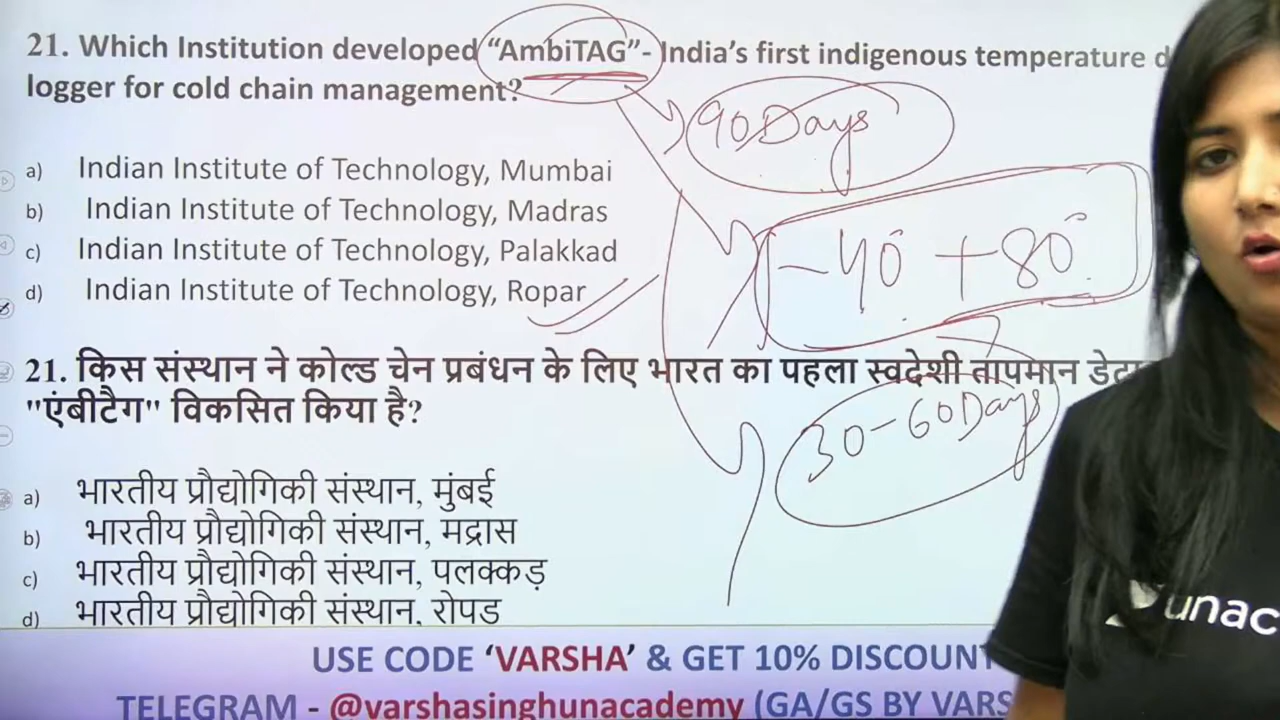 21. Which Institution developed “AmbiTAG”- India’s first indigenous temperature d
logger for cold chain management?
90 Days
a) Indian Institute of Technology, Mumbai
b) Indian Institute of Technology, Madras
c) Indian Institute of Technology, Palakkad
d) Indian Institute of Technology, Ropar
-40° +80°
21. किस संस्थान ने कोल्ड चेन प्रबंधन के लिए भारत का पहला स्वदेशी तापमान डेटा
"एंबीटैग" विकसित किया है?
30-60 Days
a) भारतीय प्रौद्योगिकी संस्थान, मुंबई
b) भारतीय प्रौद्योगिकी संस्थान, मद्रास
c) भारतीय प्रौद्योगिकी संस्थान, पलक्कड़
d) भारतीय प्रौद्योगिकी संस्थान, रोपड
unac
USE CODE ‘VARSHA’ & GET 10% DISCOUNT
TELEGRAM - @varshasinghunacademy (GA/GS BY VARS